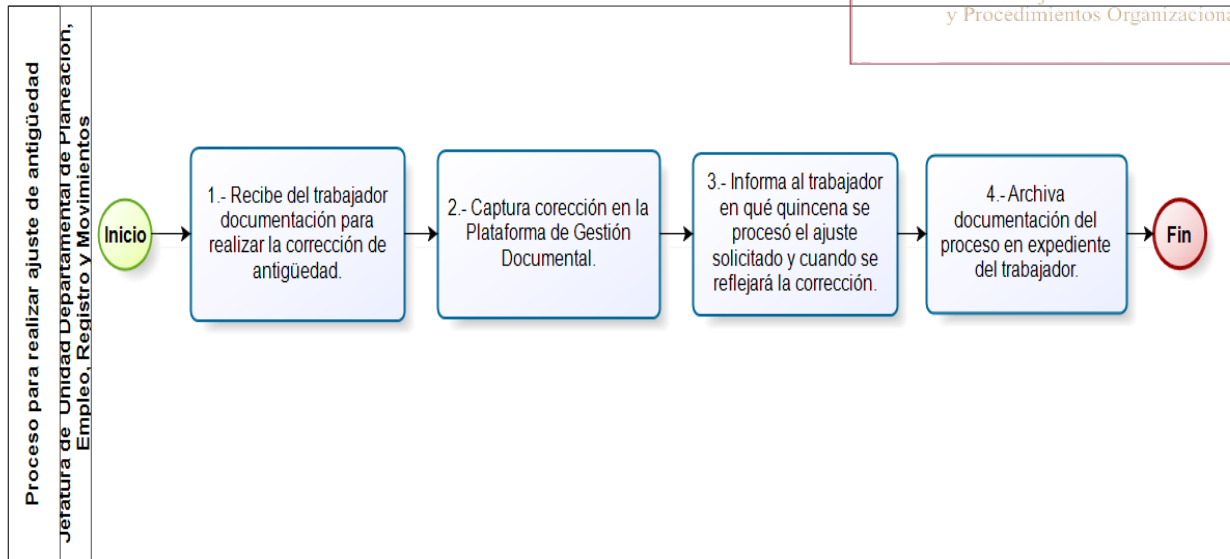 y Procedimientos Organizaciona
Proceso para realizar ajuste de antigüedad
Jefatura de Unidad Departamental de Planeación,
Empleo, Registro y Movimientos
Inicio
1.- Recibe del trabajador
documentación para
realizar la corrección de
antigüedad.
2.- Captura corección en la
Plataforma de Gestión
Documental.
3.- Informa al trabajador
en qué quincena se
procesó el ajuste
solicitado y cuando se
reflejará la corrección.
4.- Archiva
documentación del
proceso en expediente
del trabajador.
Fin